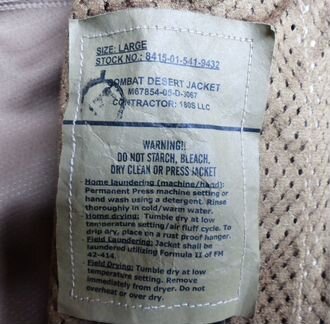 SIZE: LARGE
STOCK NO.: 8415-01-541-9432
COMBAT DESERT JACKET
M67854-05-D-3067
CONTRACTOR: 180S LLC
WARNING!!
DO NOT STARCH, BLEACH,
DRY CLEAN OR PRESS JACKET
Home laundering (machine/hand):
Permanent Press machine setting or
hand wash using a detergent. Rinse
thoroughly in cold/warm water.
Home drying: Tumble dry at low
temperature setting/air fluff cycle. To
drip dry, place on a rust proof hanger.
Field Laundering: Jacket shall be
laundered utilizing Formula II of FM
42-414.
Field Drying: Tumble dry at low
temperature setting. Remove
immediately from dryer. Do not
overheat or over dry.